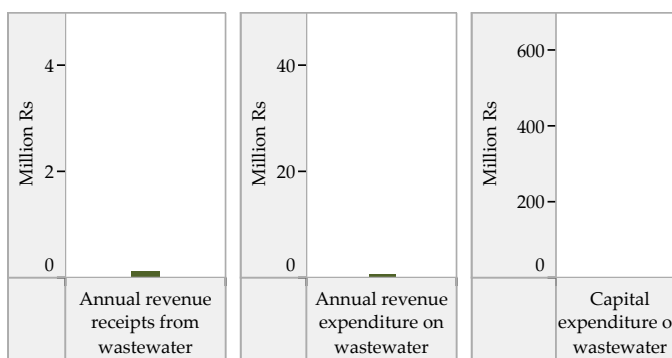 Million Rs
4
2
0
Annual revenue
receipts from
wastewater
Million Rs
40
20
0
Annual revenue
expenditure on
wastewater
Million Rs
600
400
200
0
Capital
expenditure o
wastewater